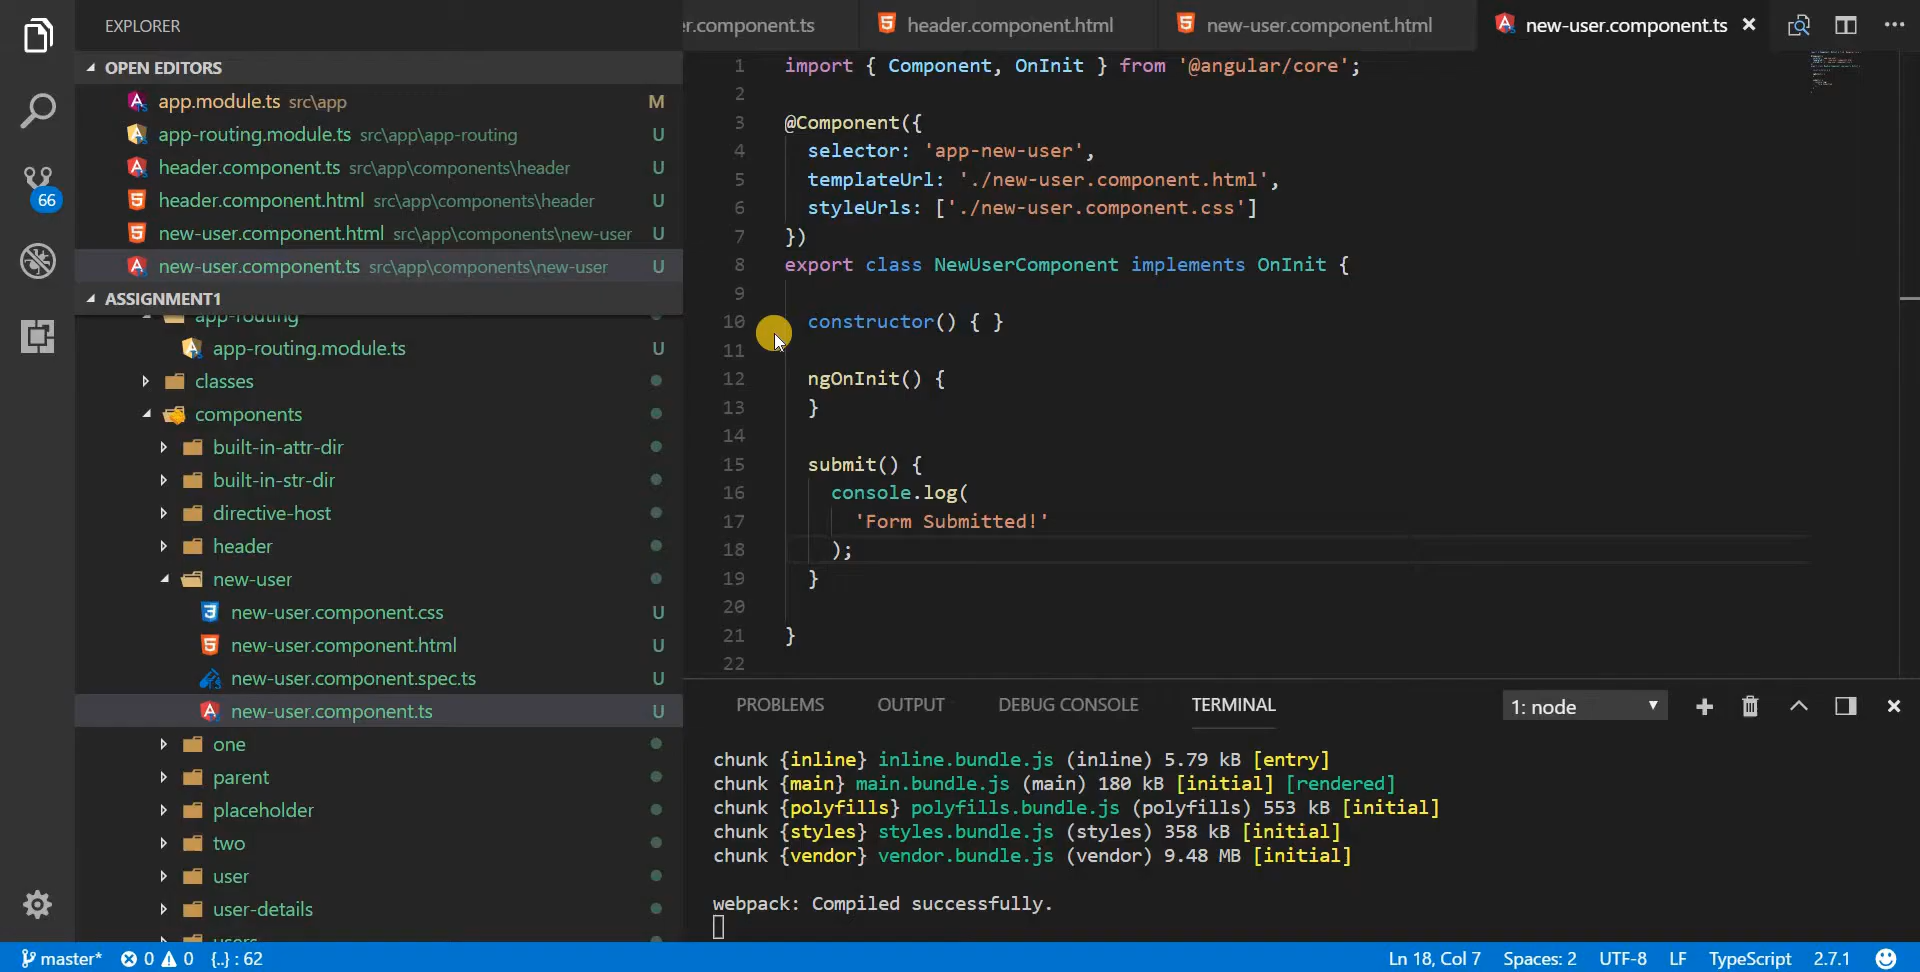 EXPLORER
OPEN EDITORS
app.module.ts src\app M
app-routing.module.ts src\app\app-routing U
header.component.ts src\app\components\header U
header.component.html src\app\components\header U
new-user.component.html src\app\components\new-user U
new-user.component.ts src\app\components\new-user U
ASSIGNMENT1
app-routing
app-routing.module.ts U
classes
components
built-in-attr-dir
built-in-str-dir
directive-host
header
new-user
new-user.component.css U
new-user.component.html U
new-user.component.spec.ts U
new-user.component.ts U
one
parent
placeholder
two
user
user-details
users
66
er.component.ts header.component.html new-user.component.html new-user.component.ts
1 import { Component, OnInit } from '@angular/core';
2
3 @Component({
4 selector: 'app-new-user',
5 templateUrl: './new-user.component.html',
6 styleUrls: ['./new-user.component.css']
7 })
8 export class NewUserComponent implements OnInit {
9
10 constructor() { }
11
12 ngOnInit() {
13 }
14
15 submit() {
16 console.log(
17 'Form Submitted!'
18 );
19 }
20
21 }
22
PROBLEMS OUTPUT DEBUG CONSOLE TERMINAL 1: node
chunk {inline} inline.bundle.js (inline) 5.79 kB [entry]
chunk {main} main.bundle.js (main) 180 kB [initial] [rendered]
chunk {polyfills} polyfills.bundle.js (polyfills) 553 kB [initial]
chunk {styles} styles.bundle.js (styles) 358 kB [initial]
chunk {vendor} vendor.bundle.js (vendor) 9.48 MB [initial]
webpack: Compiled successfully.
master* 0 0 {..} : 62 Ln 18, Col 7 Spaces: 2 UTF-8 LF TypeScript 2.7.1